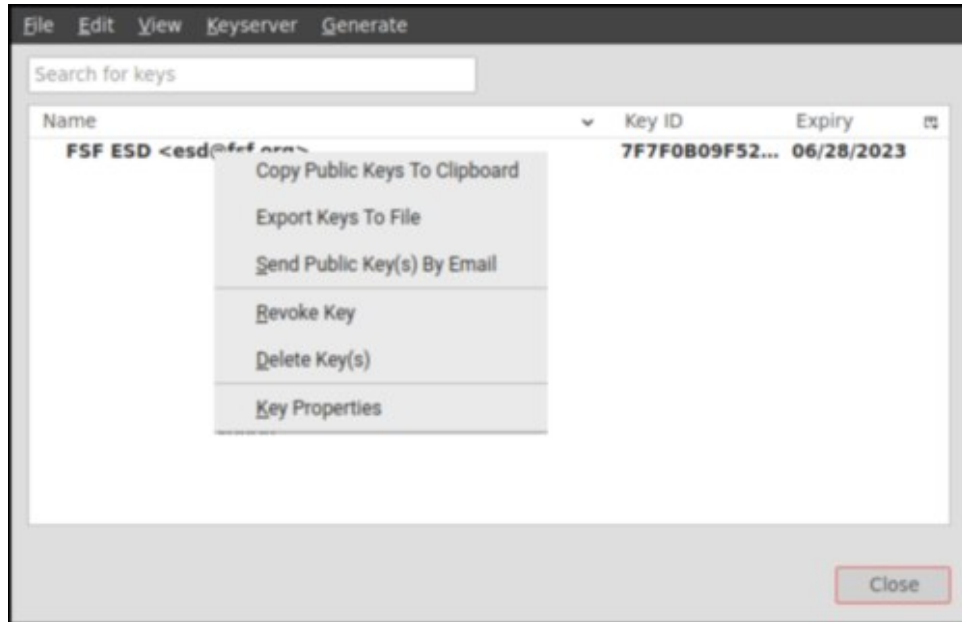 File Edit View Keyserver Generate
Search for keys
Name Key ID Expiry
FSF ESD <esd@fsf.org> 7F7F0B09F52... 06/28/2023
Copy Public Keys To Clipboard
Export Keys To File
Send Public Key(s) By Email
Revoke Key
Delete Key(s)
Key Properties
Close